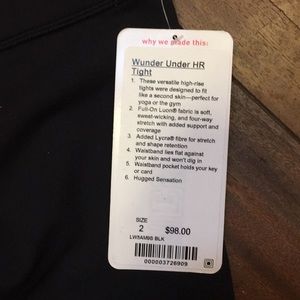 why we made this:
Wunder Under HR
Tight
1. These versatile high-rise
tights were designed to fit
like a second skin—perfect for
yoga or the gym
2. Full-On Luon® fabric is soft,
sweat-wicking, and four-way
stretch with added support and
coverage
3. Added Lycra® fibre for stretch
and shape retention
4. Waistband lies flat against
your skin and won't dig in
5. Waistband pocket holds your key
or card
6. Hugged Sensation
SIZE
2 $98.00
LW5AM9S BLK
000003726909